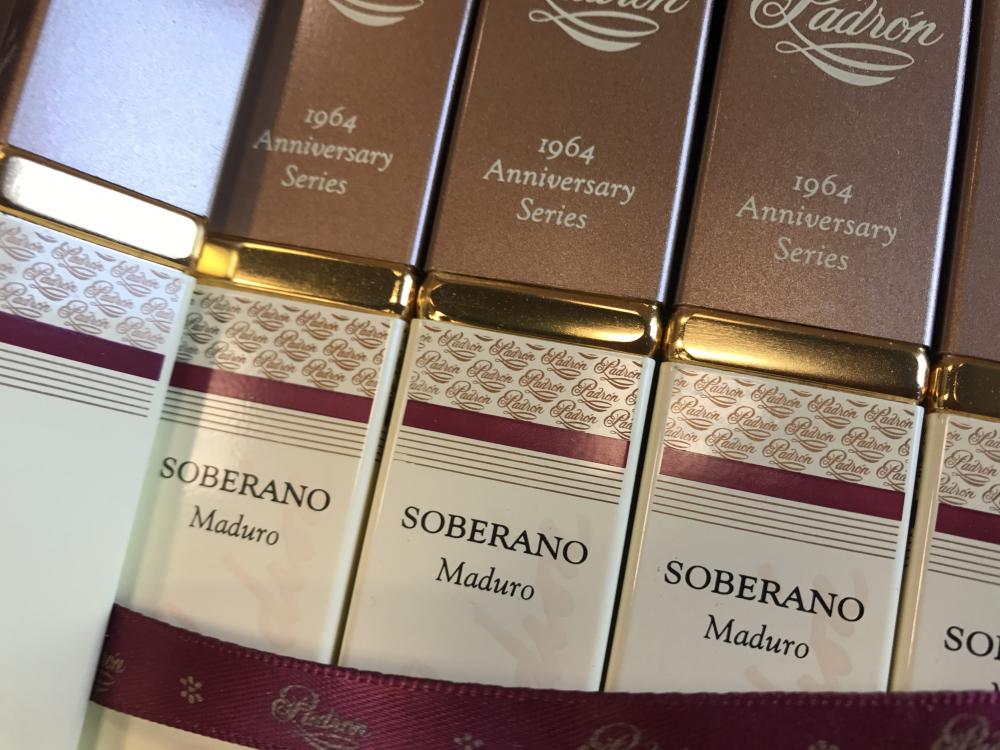 Padrón
Padrón
1964
Anniversary
Series
1964
Anniversary
Series
1964
Anniversary
Series
SOBERANO
Maduro
SOBERANO
Maduro
SOBERANO
Maduro
Padrón